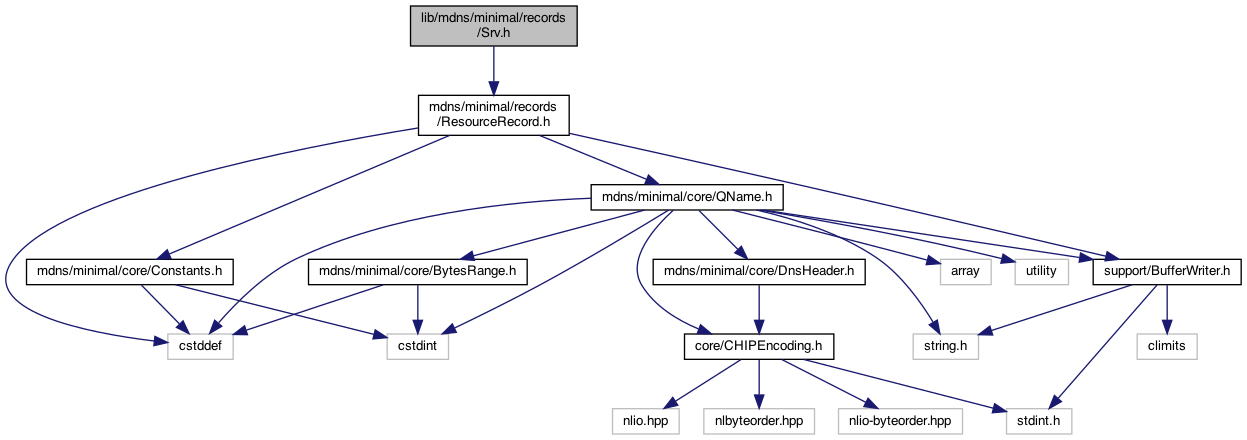 lib/mdns/minimal/records
/Srv.h
mdns/minimal/records
/ResourceRecord.h
mdns/minimal/core/QName.h
mdns/minimal/core/Constants.h
mdns/minimal/core/BytesRange.h
mdns/minimal/core/DnsHeader.h
array
utility
support/BufferWriter.h
cstddef
cstdint
core/CHIPEncoding.h
string.h
climits
nlio.hpp
nlbyteorder.hpp
nlio-byteorder.hpp
stdint.h